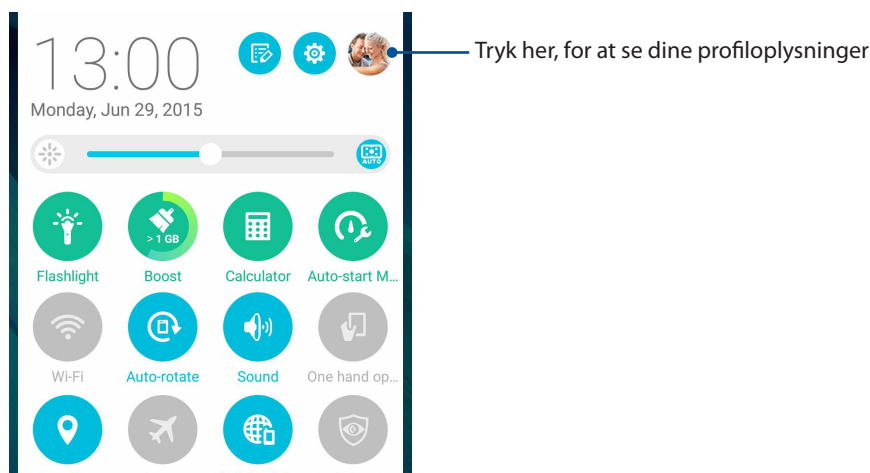 13:00
Tryk her, for at se dine profiloplysninger
Monday, Jun 29, 2015
AUTO
> 1 GB
Flashlight
Boost
Calculator
Auto-start M...
Wi-Fi
Auto-rotate
Sound
One hand op...